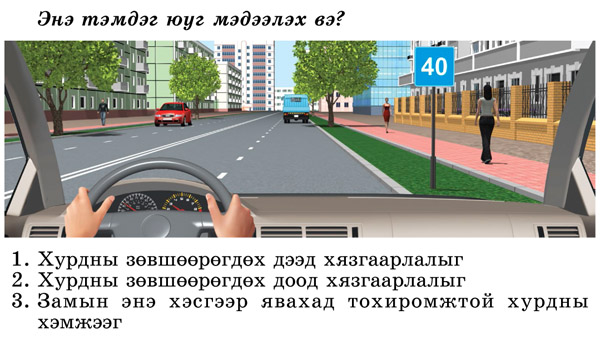 Энэ тэмдэг юуг мэдээлэх вэ?
40
1. Хурдны зөвшөөрөгдөх дээд хязгаарлалыг
2. Хурдны зөвшөөрөгдөх доод хязгаарлалыг
3. Замын энэ хэсгээр явахад тохиромжтой хурдны
хэмжээг